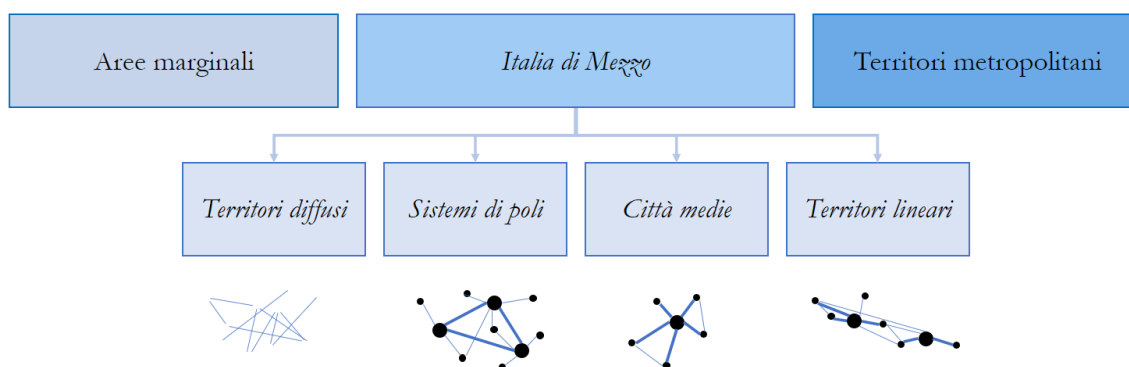 Aree marginali
Italia di Mezzo
Territori metropolitani
Territori diffusi
Sistemi di poli
Città medie
Territori lineari